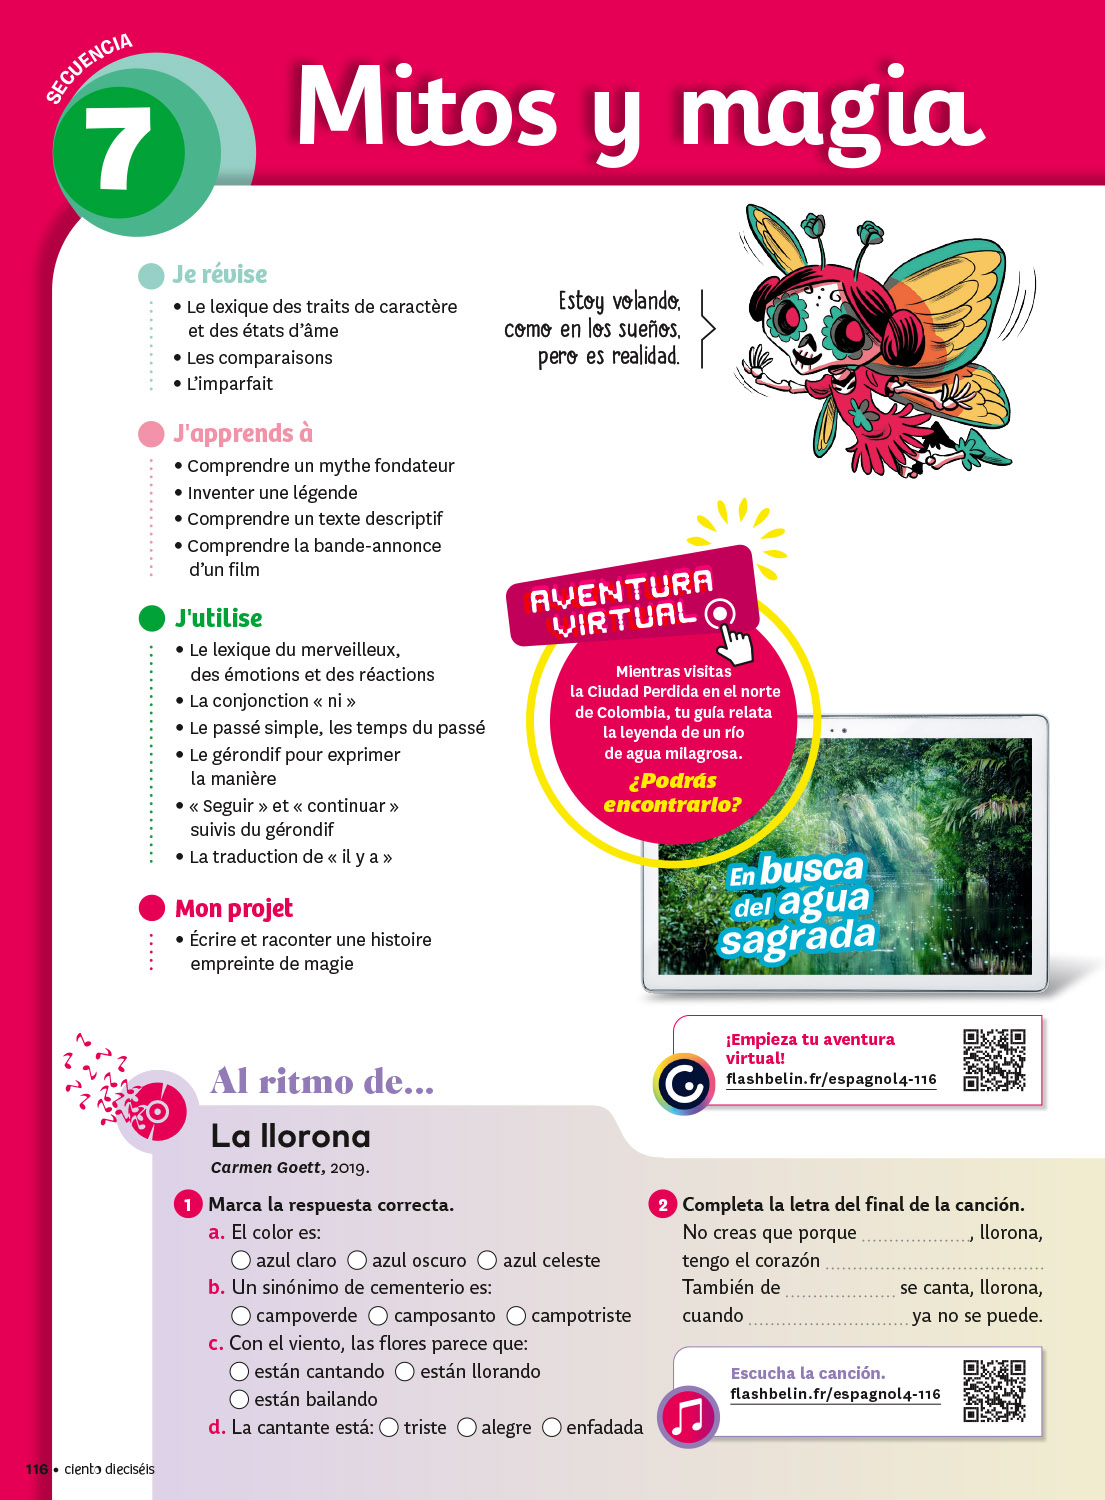 SECUENCIA
7
Mitos y magia
Je révise
• Le lexique des traits de caractère
et des états d'âme
• Les comparaisons
• L'imparfait
Estoy volando,
como en los sueños,
pero es realidad.
J'apprends à
• Comprendre un mythe fondateur
• Inventer une légende
• Comprendre un texte descriptif
• Comprendre la bande-annonce
d'un film
J'utilise
• Le lexique du merveilleux,
des émotions et des réactions
• La conjonction « ni »
• Le passé simple, les temps du passé
• Le gérondif pour exprimer
la manière
• « Seguir » et « continuar »
suivis du gérondif
• La traduction de « il y a »
Mon projet
• Écrire et raconter une histoire
empreinte de magie
AVENTURA
VIRTUAL
Mientras visitas
la Ciudad Perdida en el norte
de Colombia, tu guía relata
la leyenda de un río
de agua milagrosa.
¿Podrás
encontrarlo?
En busca
del agua
sagrada
¡Empieza tu aventura
virtual!
flashbelin.fr/espagnol4-116
Al ritmo de...
La llorona
Carmen Goett, 2019.
1 Marca la respuesta correcta.
a. El color es:
azul claro azul oscuro azul celeste
b. Un sinónimo de cementerio es:
campoverde camposanto campotriste
c. Con el viento, las flores parece que:
están cantando están llorando
están bailando
d. La cantante está: triste alegre enfadada
2 Completa la letra del final de la canción.
No creas que porque ...................., llorona,
tengo el corazón ........................................
También de .................... se canta, llorona,
cuando ............................. ya no se puede.
Escucha la canción.
flashbelin.fr/espagnol4-116
116 • ciento dieciséis